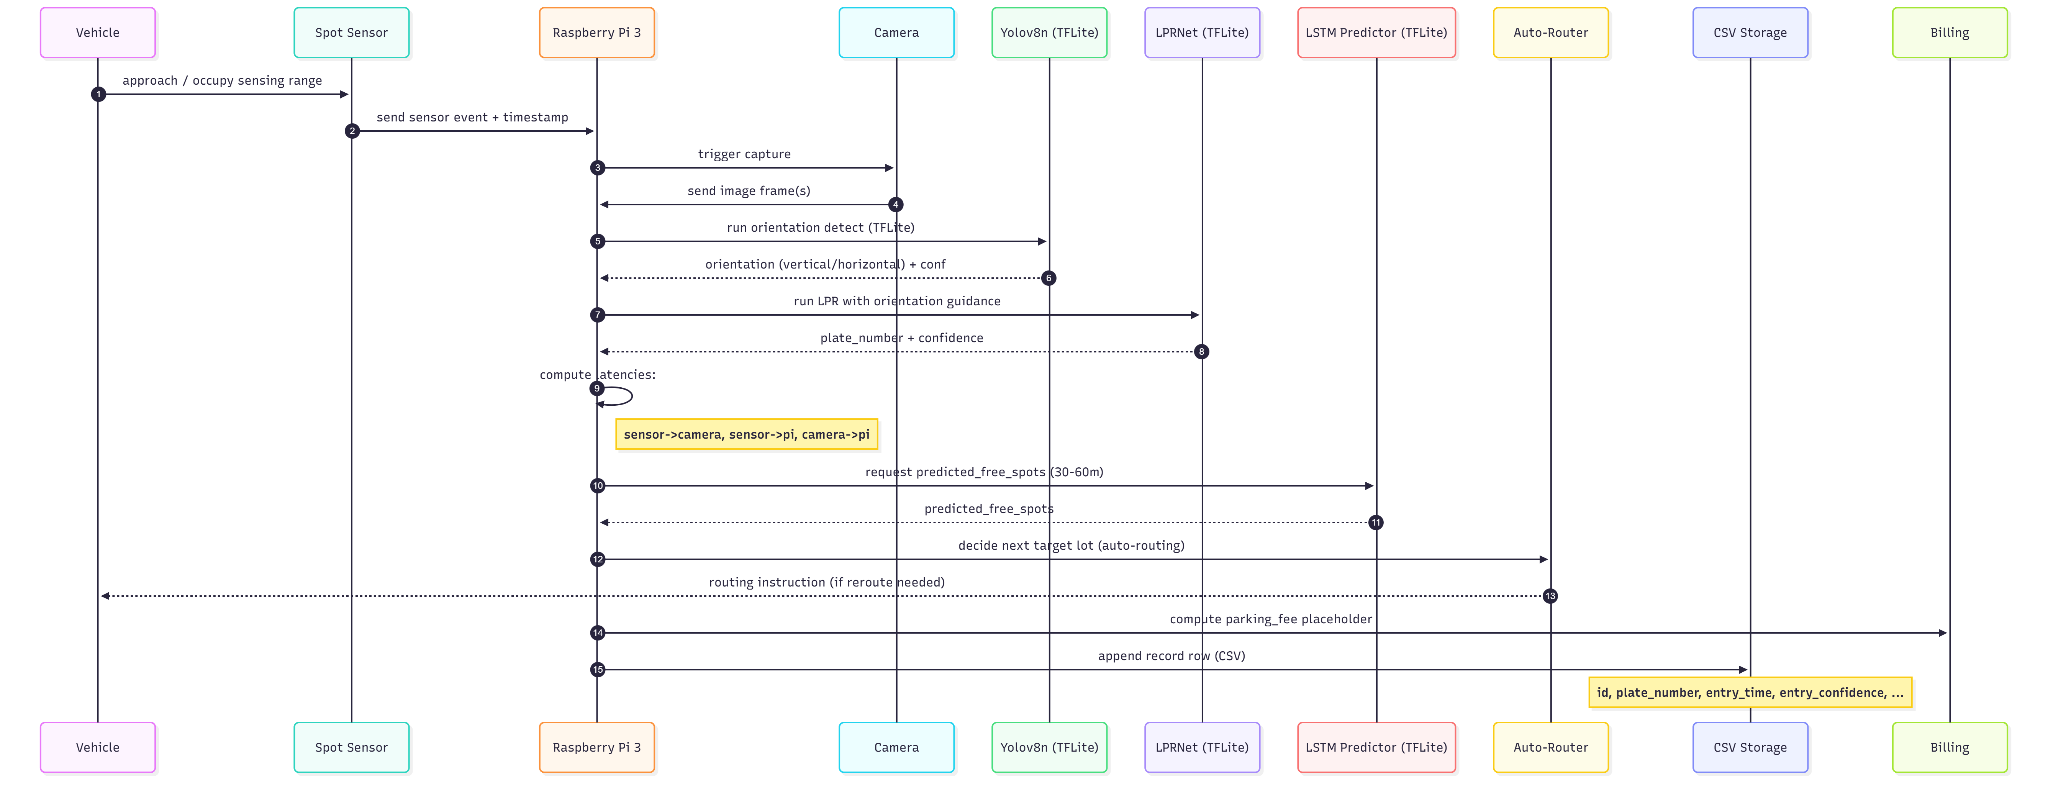 Vehicle
Spot Sensor
Raspberry Pi 3
Camera
Yolov8n (TFLite)
LPRNet (TFLite)
LSTM Predictor (TFLite)
Auto-Router
CSV Storage
Billing
approach / occupy sensing range
1
send sensor event + timestamp
2
trigger capture
3
send image frame(s)
4
run orientation detect (TFLite)
5
orientation (vertical/horizontal) + conf
6
run LPR with orientation guidance
7
plate_number + confidence
8
compute latencies:
9
sensor->camera, sensor->pi, camera->pi
request predicted_free_spots (30-60m)
10
predicted_free_spots
11
decide next target lot (auto-routing)
12
routing instruction (if reroute needed)
13
compute parking_fee placeholder
14
append record row (CSV)
15
id, plate_number, entry_time, entry_confidence, ...
Vehicle
Spot Sensor
Raspberry Pi 3
Camera
Yolov8n (TFLite)
LPRNet (TFLite)
LSTM Predictor (TFLite)
Auto-Router
CSV Storage
Billing